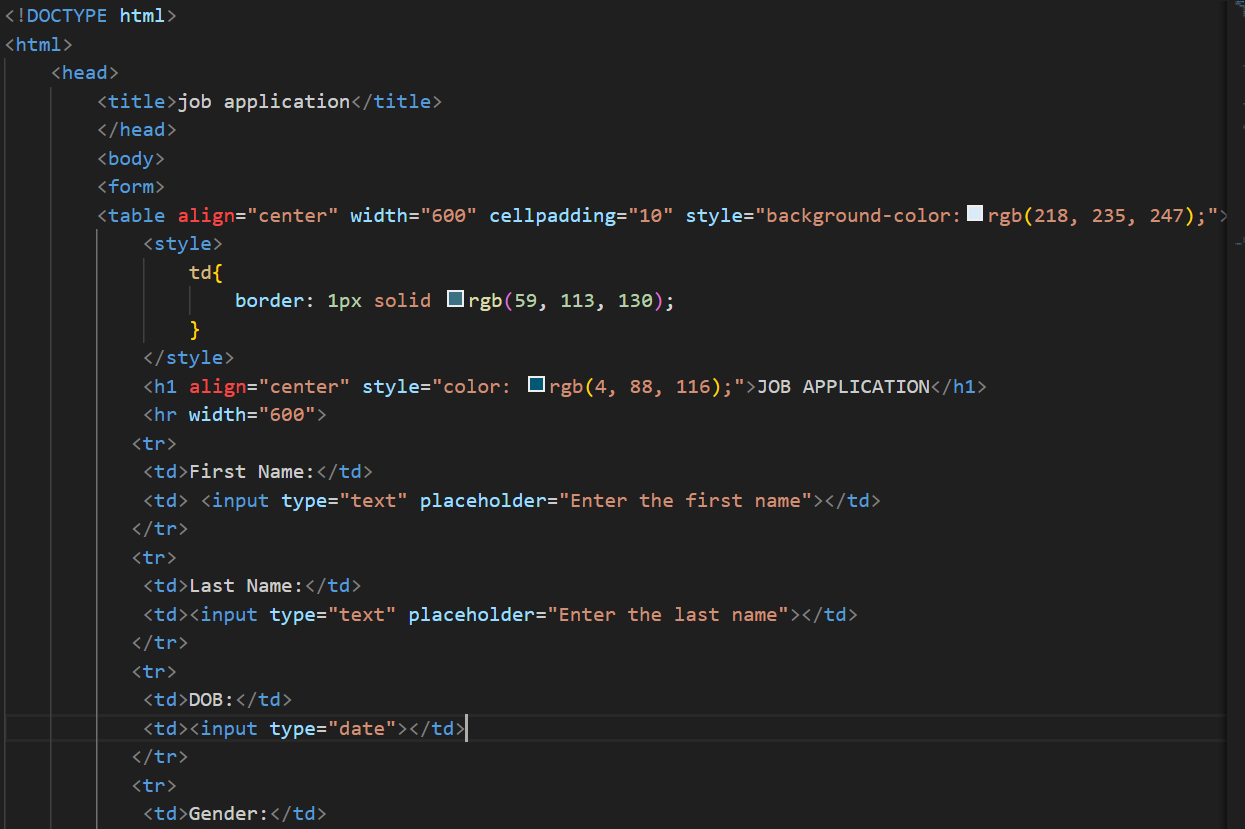 <!DOCTYPE html>
<html>
<head>
<title>job application</title>
</head>
<body>
<form>
<table align="center" width="600" cellpadding="10" style="background-color: rgb(218, 235, 247);">
<style>
td{
border: 1px solid rgb(59, 113, 130);
}
</style>
<h1 align="center" style="color: rgb(4, 88, 116);">JOB APPLICATION</h1>
<hr width="600">
<tr>
<td>First Name:</td>
<td> <input type="text" placeholder="Enter the first name"></td>
</tr>
<tr>
<td>Last Name:</td>
<td><input type="text" placeholder="Enter the last name"></td>
</tr>
<tr>
<td>DOB:</td>
<td><input type="date"></td>
</tr>
<tr>
<td>Gender:</td>